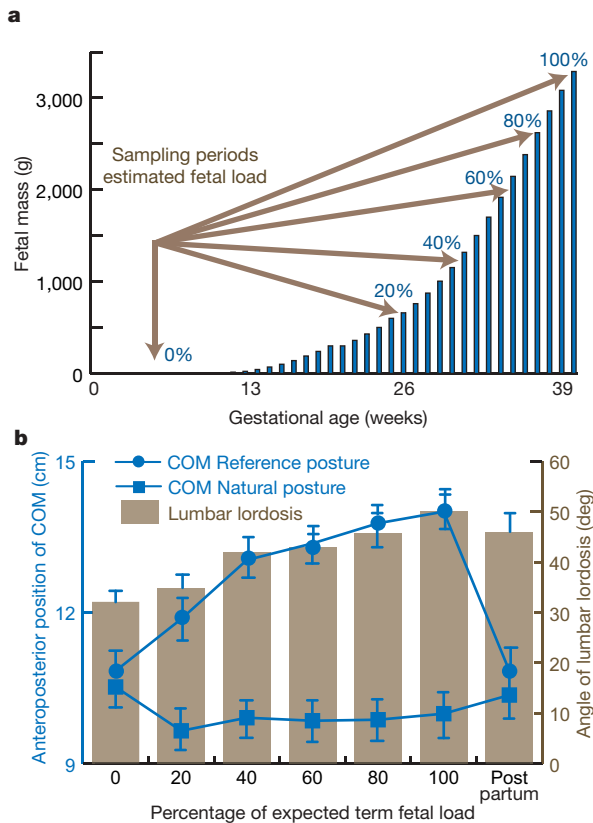 a
Fetal mass (g)
3,000
2,000
1,000
0
Sampling periods
estimated fetal load
0%
20%
40%
60%
80%
100%
0
13
26
39
Gestational age (weeks)
b
Anteroposterior position of COM (cm)
15
12
9
COM Reference posture
COM Natural posture
Lumbar lordosis
60
50
40
30
20
10
0
Angle of lumbar lordosis (deg)
0
20
40
60
80
100
Post
partum
Percentage of expected term fetal load